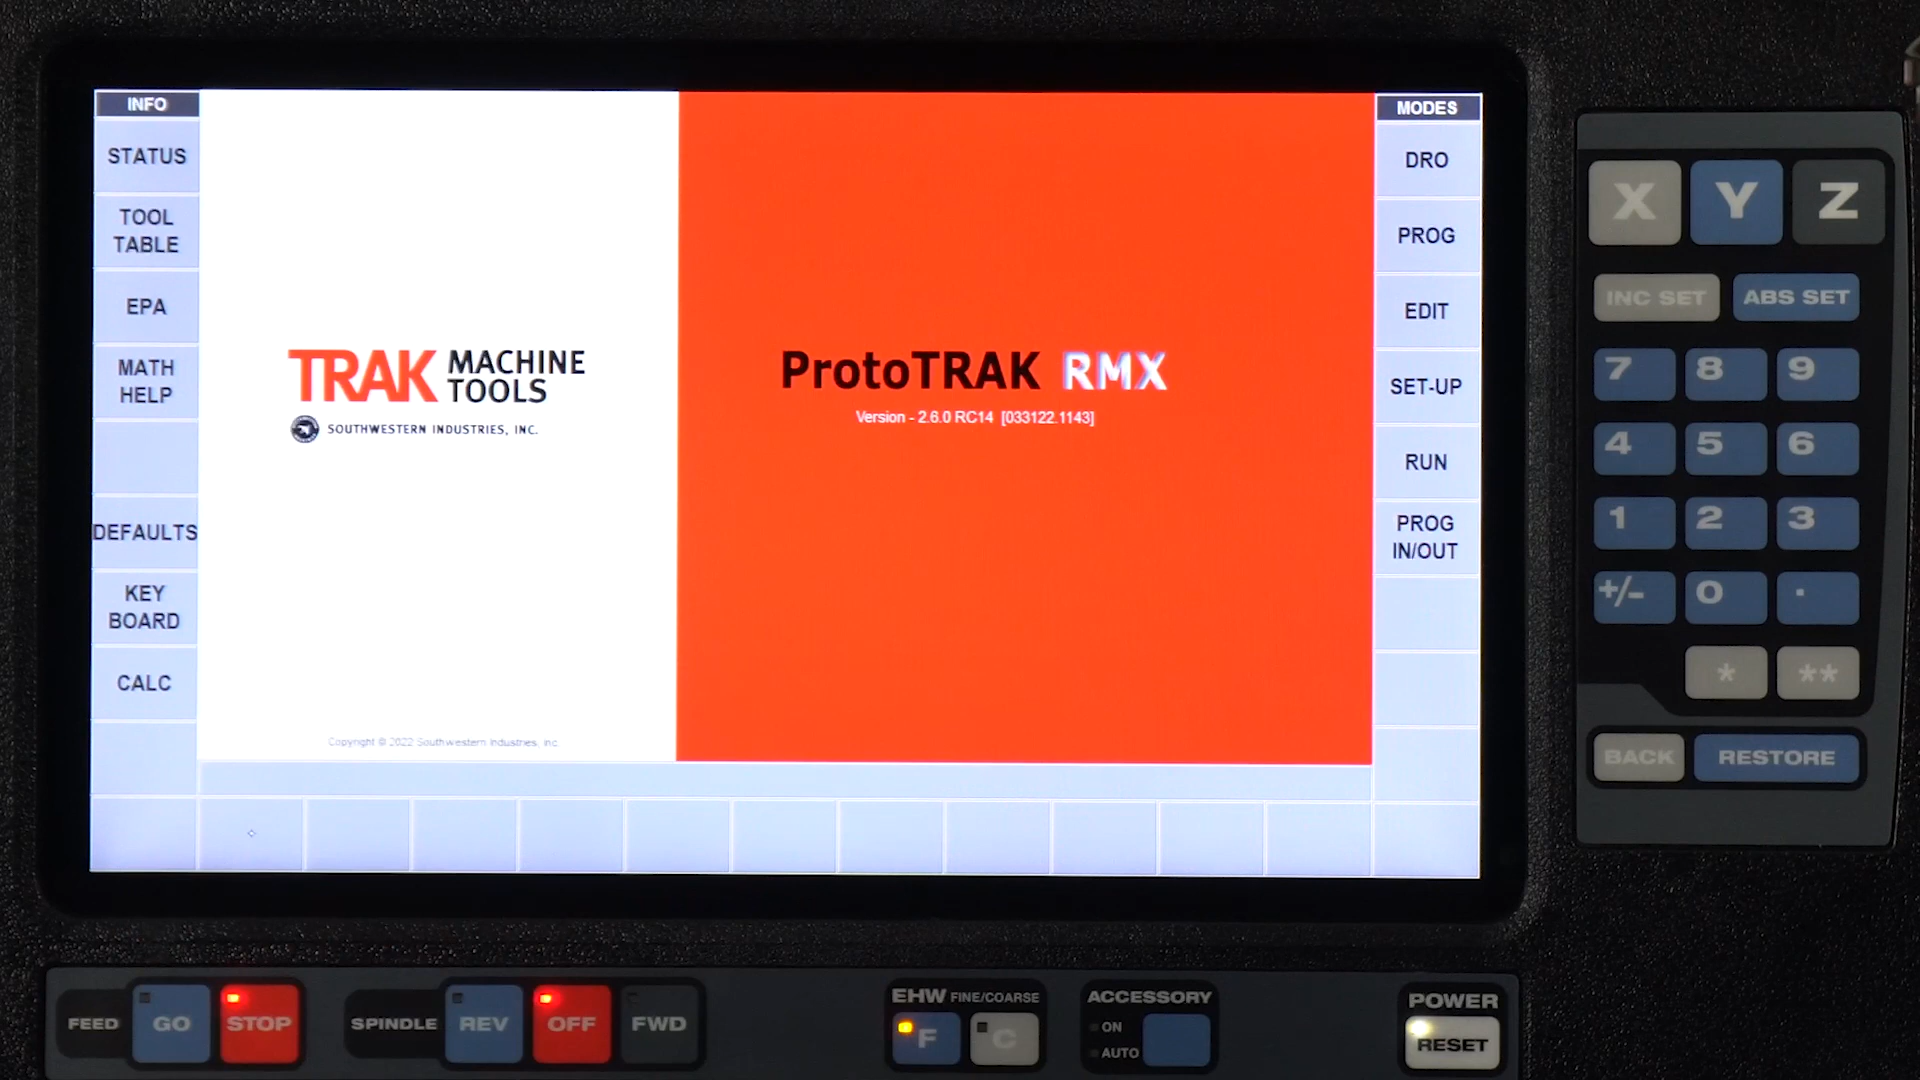 INFO
STATUS
TOOL
TABLE
EPA
MATH
HELP
DEFAULTS
KEY
BOARD
CALC
TRAK MACHINE
TOOLS
SOUTHWESTERN INDUSTRIES, INC.
Copyright © 2022 Southwestern Industries, Inc.
ProtoTRAK RMX
Version - 2.6.0 RC14 [033122.1143]
MODES
DRO
PROG
EDIT
SET-UP
RUN
PROG
IN/OUT
X Y Z
INC SET ABS SET
7 8 9
4 5 6
1 2 3
+/- 0 .
* **
BACK RESTORE
FEED GO STOP
SPINDLE REV OFF FWD
EHW FINE/COARSE
F C
ACCESSORY
ON
AUTO
POWER
RESET